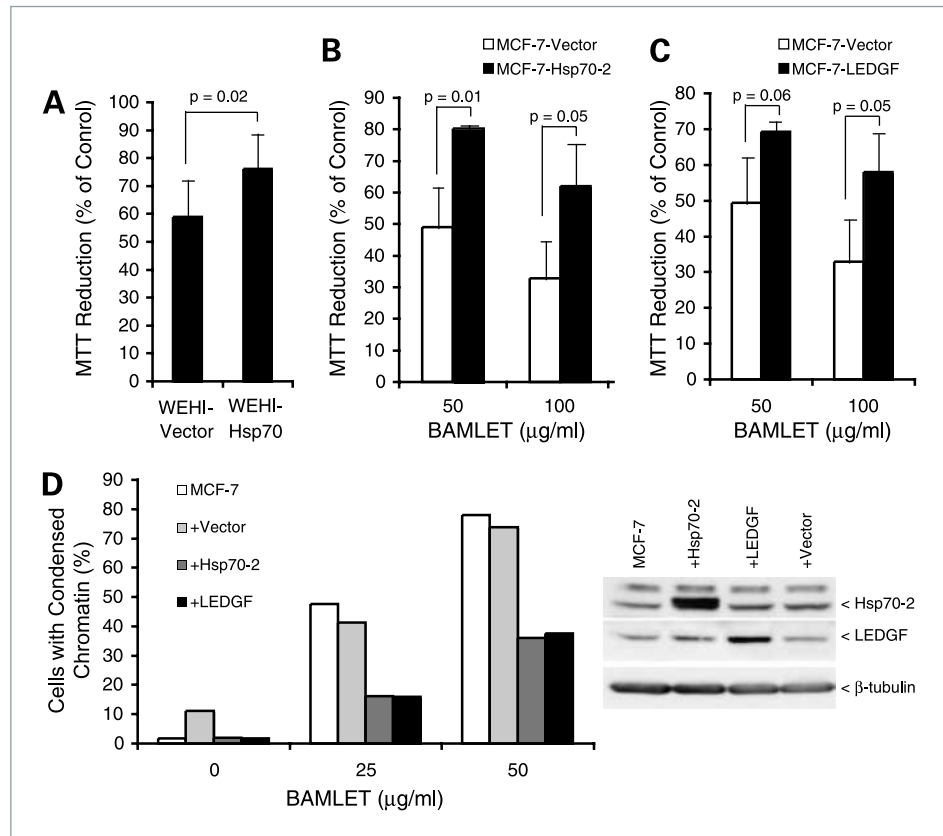 A
MTT Reduction (% of Conrol)
100
90
80
70
60
50
40
30
20
10
0
p = 0.02
WEHI-
Vector
WEHI-
Hsp70
B
MCF-7-Vector
MCF-7-Hsp70-2
MTT Reduction (% of Control)
90
80
70
60
50
40
30
20
10
0
p = 0.01
p = 0.05
50
100
BAMLET (µg/ml)
C
MCF-7-Vector
MCF-7-LEDGF
MTT Reduction (% of Control)
80
70
60
50
40
30
20
10
0
p = 0.06
p = 0.05
50
100
BAMLET (µg/ml)
D
Cells with Condensed
Chromatin (%)
90
80
70
60
50
40
30
20
10
0
MCF-7
+Vector
+Hsp70-2
+LEDGF
0
25
50
BAMLET (µg/ml)
MCF-7
+Hsp70-2
+LEDGF
+Vector
< Hsp70-2
< LEDGF
< β-tubulin